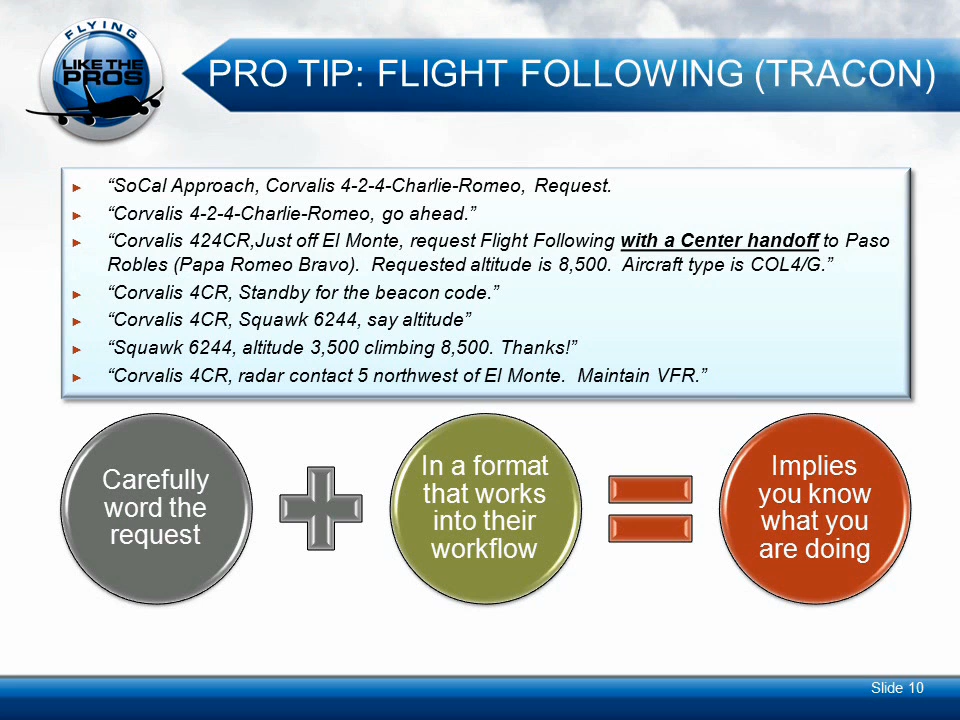 FLYING
LIKE THE
PROS
PRO TIP: FLIGHT FOLLOWING (TRACON)
► “SoCal Approach, Corvalis 4-2-4-Charlie-Romeo, Request.
► “Corvalis 4-2-4-Charlie-Romeo, go ahead.”
► “Corvalis 424CR,Just off El Monte, request Flight Following with a Center handoff to Paso
Robles (Papa Romeo Bravo).  Requested altitude is 8,500.  Aircraft type is COL4/G.”
► “Corvalis 4CR, Standby for the beacon code.”
► “Corvalis 4CR, Squawk 6244, say altitude”
► “Squawk 6244, altitude 3,500 climbing 8,500. Thanks!”
► “Corvalis 4CR, radar contact 5 northwest of El Monte.  Maintain VFR.”
Carefully
word the
request
In a format
that works
into their
workflow
Implies
you know
what you
are doing
Slide 10